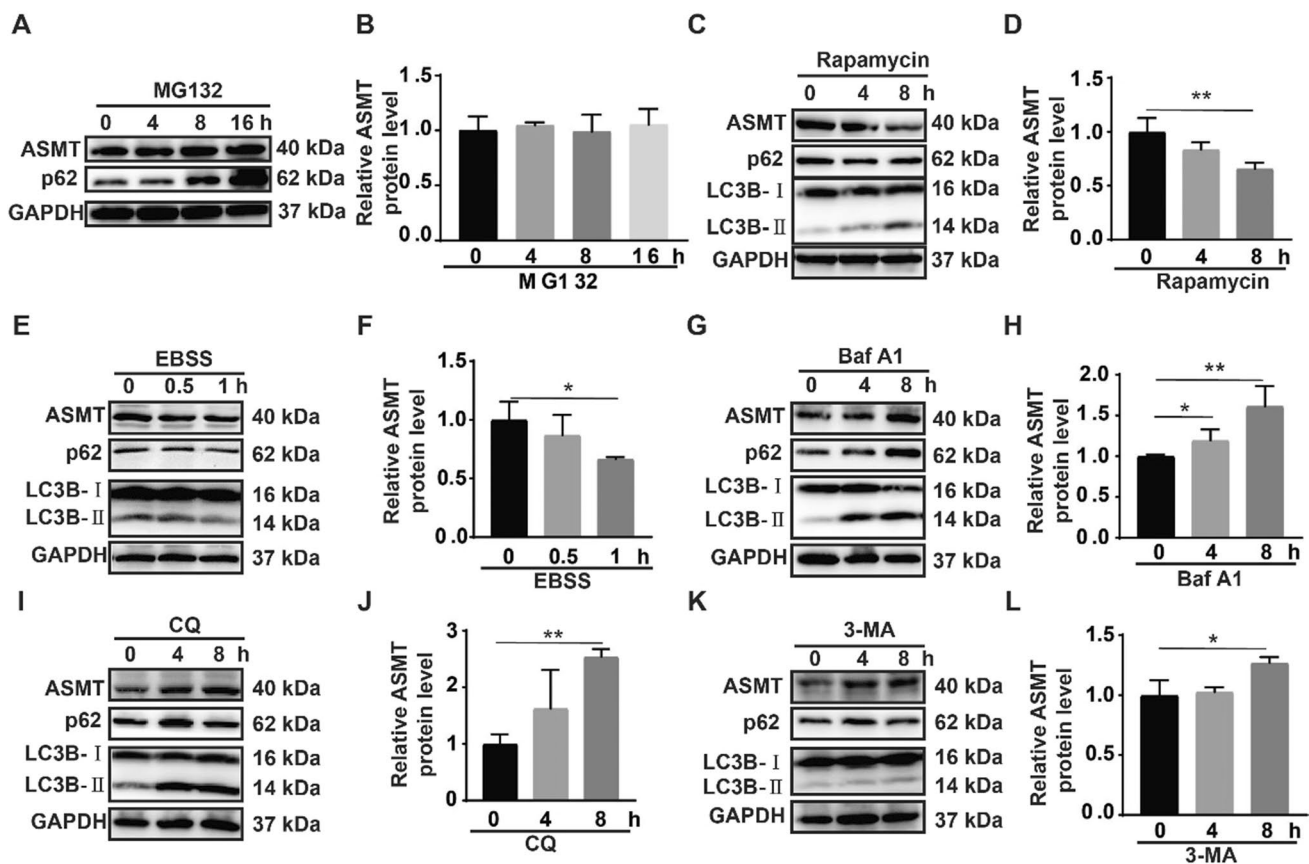 A
MG132
0 4 8 16 h
ASMT 40 kDa
p62 62 kDa
GAPDH 37 kDa
B
Relative ASMT
protein level
1.5
1.0
0.5
0.0
0 4 8 16 h
MG132
C
Rapamycin
0 4 8 h
ASMT 40 kDa
p62 62 kDa
LC3B-Ⅰ 16 kDa
LC3B-Ⅱ 14 kDa
GAPDH 37 kDa
D
Relative ASMT
protein level
1.5
1.0
0.5
0.0
**
0 4 8 h
Rapamycin
E
EBSS
0 0.5 1 h
ASMT 40 kDa
p62 62 kDa
LC3B-Ⅰ 16 kDa
LC3B-Ⅱ 14 kDa
GAPDH 37 kDa
F
Relative ASMT
protein level
1.5
1.0
0.5
0.0
*
0 0.5 1 h
EBSS
G
Baf A1
0 4 8 h
ASMT 40 kDa
p62 62 kDa
LC3B-Ⅰ 16 kDa
LC3B-Ⅱ 14 kDa
GAPDH 37 kDa
H
Relative ASMT
protein level
2.0
1.5
1.0
0.5
0.0
**
*
0 4 8 h
Baf A1
I
CQ
0 4 8 h
ASMT 40 kDa
p62 62 kDa
LC3B-Ⅰ 16 kDa
LC3B-Ⅱ 14 kDa
GAPDH 37 kDa
J
Relative ASMT
protein level
3
2
1
0
**
0 4 8 h
CQ
K
3-MA
0 4 8 h
ASMT 40 kDa
p62 62 kDa
LC3B-Ⅰ 16 kDa
LC3B-Ⅱ 14 kDa
GAPDH 37 kDa
L
Relative ASMT
protein level
1.5
1.0
0.5
0.0
*
0 4 8 h
3-MA